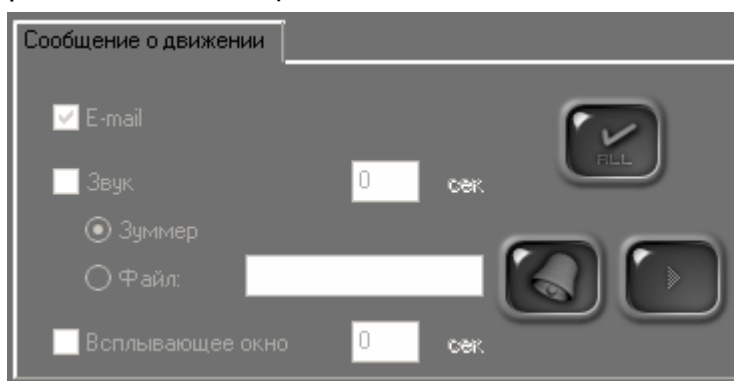 Сообщение о движении
E-mail
ALL
Звук 0 сек.
Зуммер
Файл:
Всплывающее окно 0 сек.